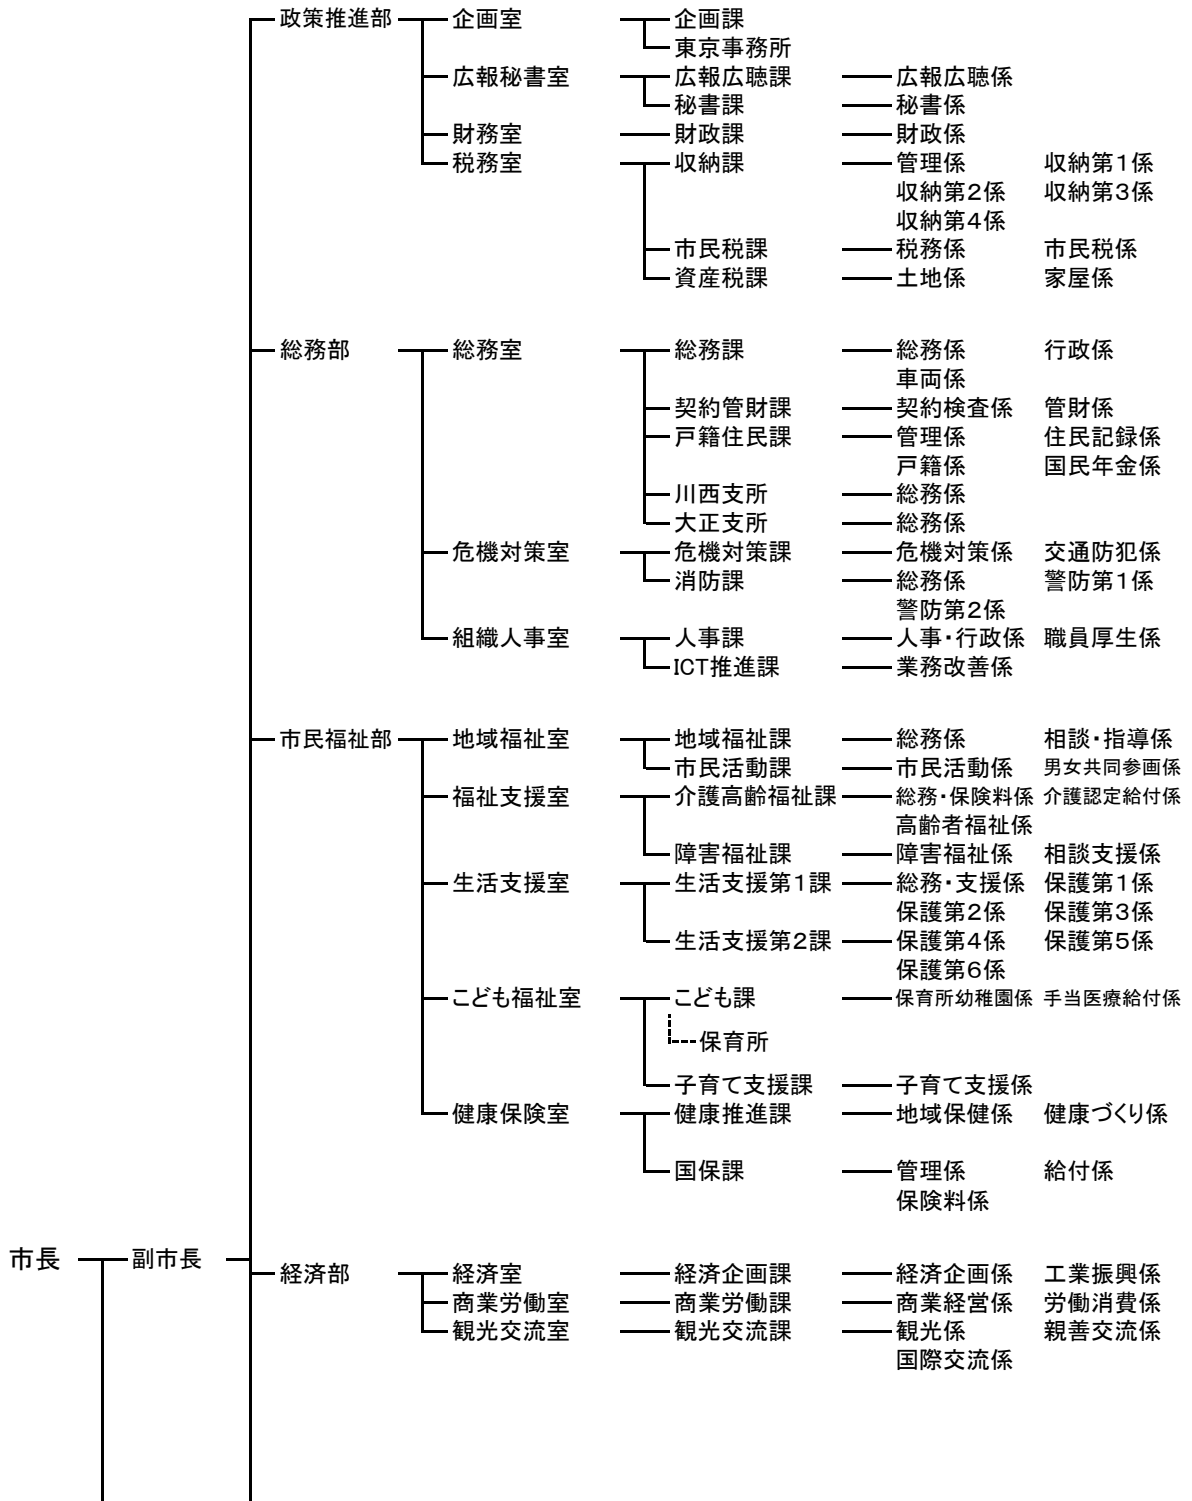 政策推進部 企画室 企画課
東京事務所
広報秘書室 広報広聴課 広報広聴係
秘書課 秘書係
財務室 財政課 財政係
税務室 収納課 管理係 収納第1係
収納第2係 収納第3係
収納第4係
市民税課 税務係 市民税係
資産税課 土地係 家屋係
総務部 総務室 総務課 総務係 行政係
車両係
契約管財課 契約検査係 管財係
戸籍住民課 管理係 住民記録係
戸籍係 国民年金係
川西支所 総務係
大正支所 総務係
危機対策室 危機対策課 危機対策係 交通防犯係
消防課 総務係 警防第1係
警防第2係
組織人事室 人事課 人事・行政係 職員厚生係
ICT推進課 業務改善係
市民福祉部 地域福祉室 地域福祉課 総務係 相談・指導係
市民活動課 市民活動係 男女共同参画係
福祉支援室 介護高齢福祉課 総務・保険料係 介護認定給付係
高齢者福祉係
障害福祉課 障害福祉係 相談支援係
生活支援室 生活支援第1課 総務・支援係 保護第1係
保護第2係 保護第3係
生活支援第2課 保護第4係 保護第5係
保護第6係
こども福祉室 こども課 保育所幼稚園係 手当医療給付係
保育所
子育て支援課 子育て支援係
健康保険室 健康推進課 地域保健係 健康づくり係
国保課 管理係 給付係
保険料係
市長 副市長
経済部 経済室 経済企画課 経済企画係 工業振興係
商業労働室 商業労働課 商業経営係 労働消費係
観光交流室 観光交流課 観光係 親善交流係
国際交流係